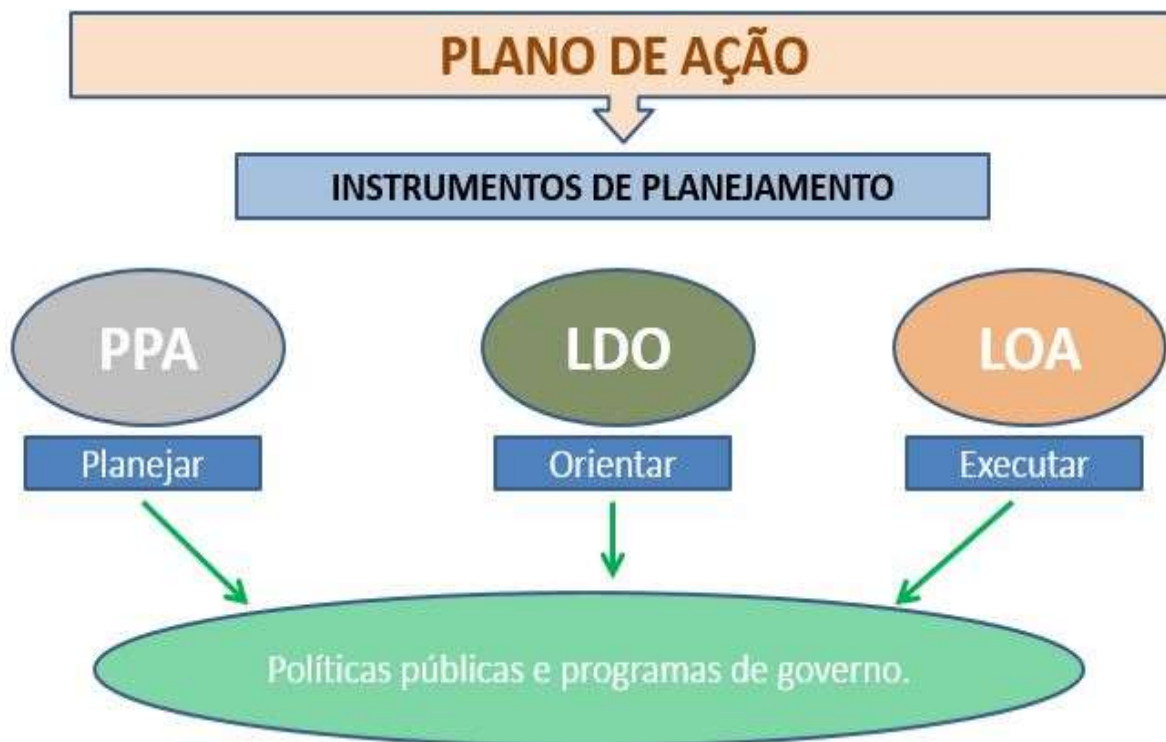 PLANO DE AÇÃO
INSTRUMENTOS DE PLANEJAMENTO
PPA
LDO
LOA
Planejar
Orientar
Executar
Políticas públicas e programas de governo.